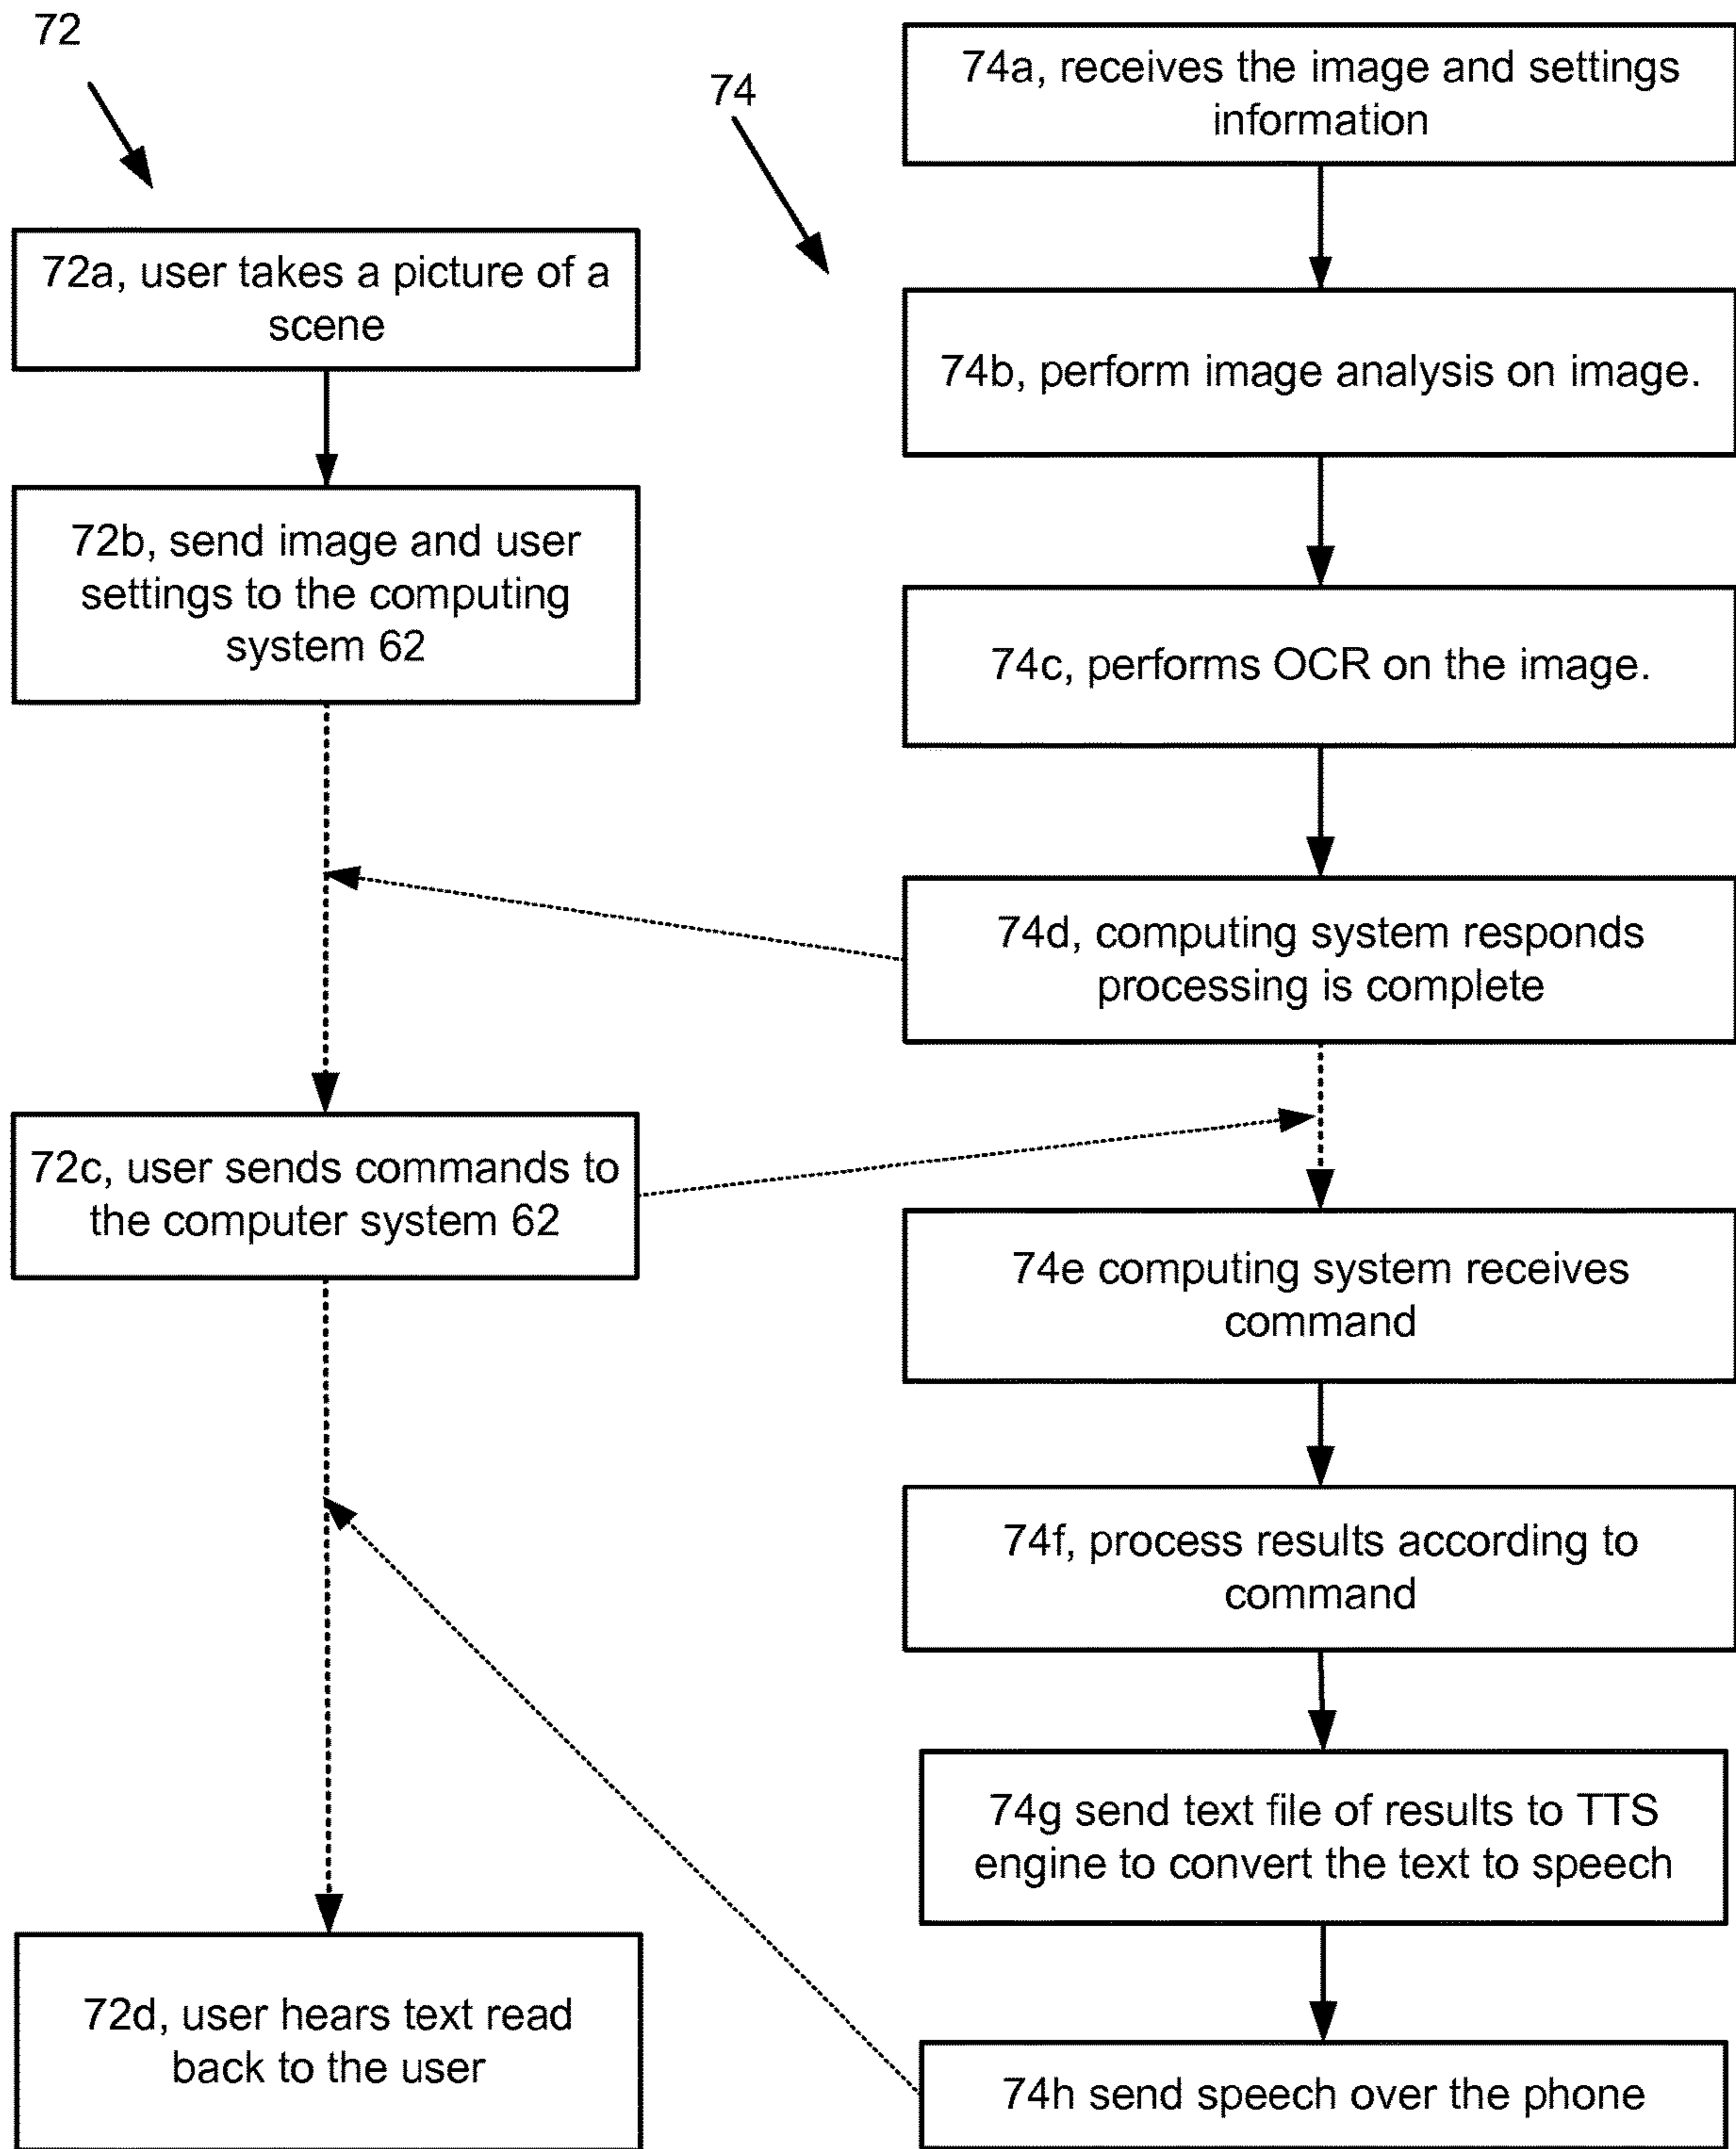 72
72a, user takes a picture of a
scene
72b, send image and user
settings to the computing
system 62
72c, user sends commands to
the computer system 62
72d, user hears text read
back to the user
74
74a, receives the image and settings
information
74b, perform image analysis on image.
74c, performs OCR on the image.
74d, computing system responds
processing is complete
74e computing system receives
command
74f, process results according to
command
74g send text file of results to TTS
engine to convert the text to speech
74h send speech over the phone